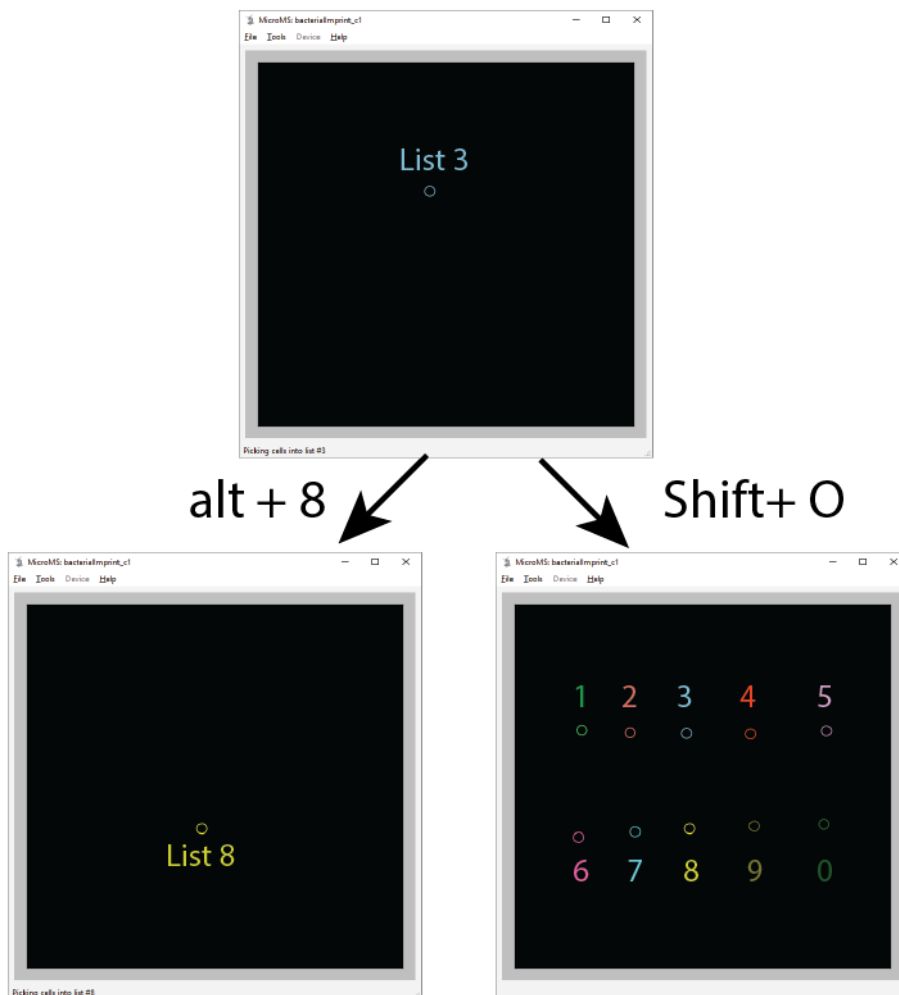 MicroMS: bacterialImprint_c1
File Tools Device Help
List 3
Picking cells into list #3
alt + 8
Shift+ O
MicroMS: bacterialImprint_c1
File Tools Device Help
List 8
Picking cells into list #8
MicroMS: bacterialImprint_c1
File Tools Device Help
1 2 3 4 5
6 7 8 9 0